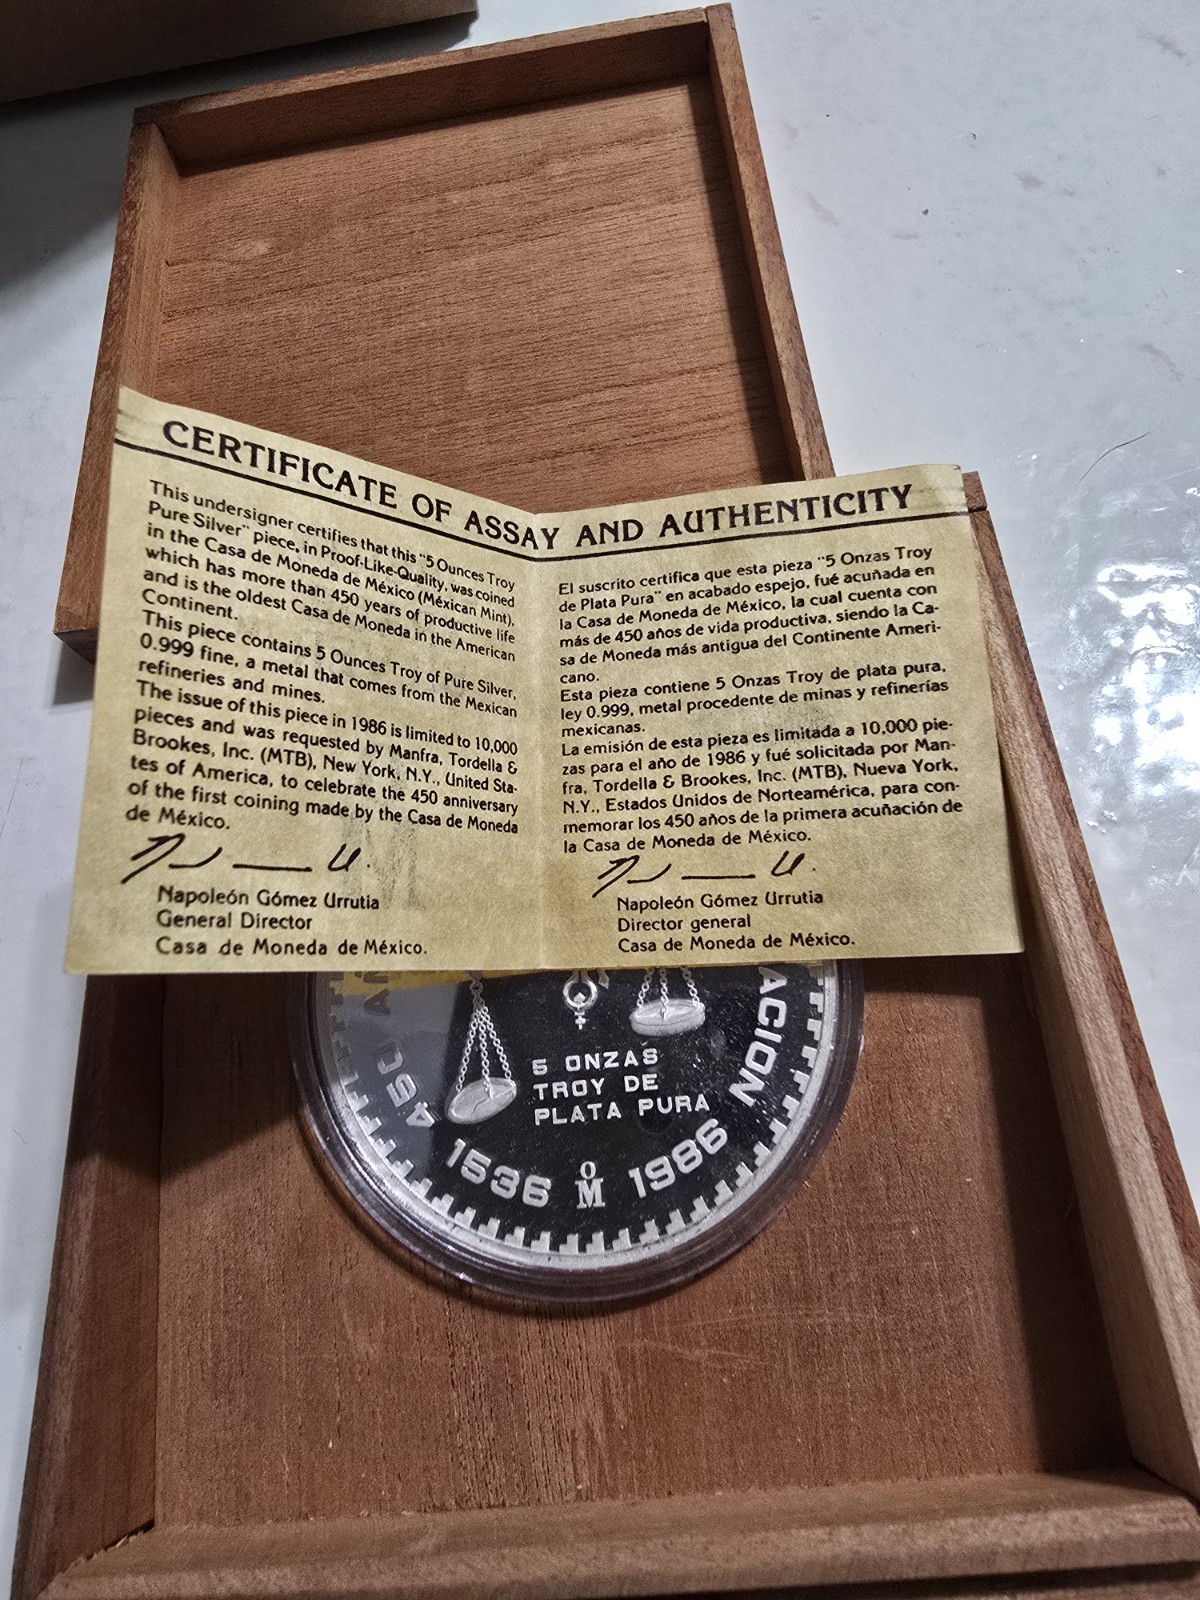 CERTIFICATE OF ASSAY AND AUTHENTICITY
This undersigner certifies that this "5 Ounces Troy
Pure Silver" piece, in Proof-Like-Quality, was coined
in the Casa de Moneda de México (Méxican Mint),
which has more than 450 years of productive life
and is the oldest Casa de Moneda in the American
Continent.
This piece contains 5 Ounces Troy of Pure Silver,
0.999 fine, a metal that comes from the Mexican
refineries and mines.
The issue of this piece in 1986 is limited to 10,000
pieces and was requested by Manfra, Tordella &
Brookes, Inc. (MTB), New York, N.Y., United Sta-
tes of America, to celebrate the 450 anniversary
of the first coining made by the Casa de Moneda
de México.
Napoleón Gómez Urrutia
General Director
Casa de Moneda de México.
El suscrito certifica que esta pieza "5 Onzas Troy
de Plata Pura" en acabado espejo, fué acuñada en
la Casa de Moneda de México, la cual cuenta con
más de 450 años de vida productiva, siendo la Ca-
sa de Moneda más antigua del Continente Ameri-
cano.
Esta pieza contiene 5 Onzas Troy de plata pura,
ley 0.999, metal procedente de minas y refinerías
mexicanas.
La emisión de esta pieza es limitada a 10,000 pie-
zas para el año de 1986 y fué solicitada por Man-
fra, Tordella & Brookes, Inc. (MTB), Nueva York,
N.Y., Estados Unidos de Norteamérica, para con-
memorar los 450 años de la primera acuñación de
la Casa de Moneda de México.
Napoleón Gómez Urrutia
Director general
Casa de Moneda de México.
450
ACION
5 ONZAS
TROY DE
PLATA PURA
1536 Mo 1986